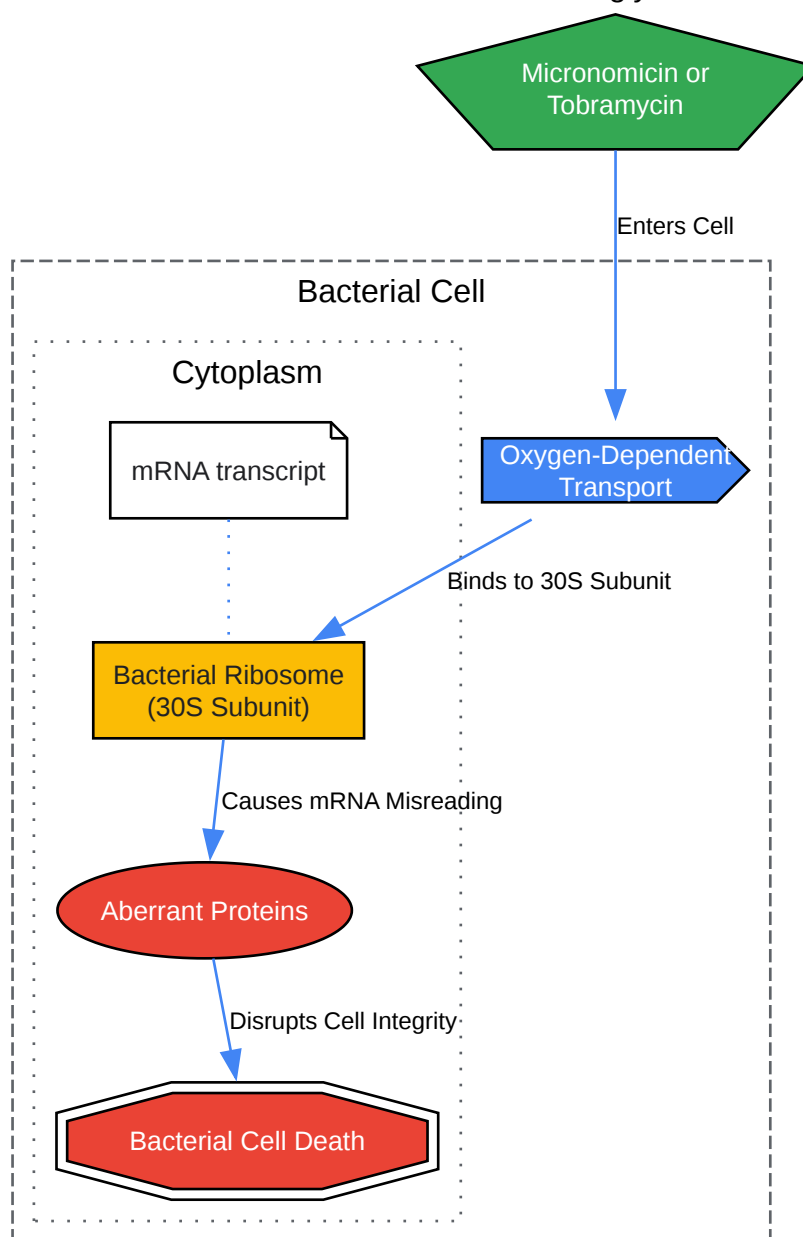 Micronomicin or
Tobramycin
Enters Cell
Bacterial Cell
Cytoplasm
mRNA transcript
Oxygen-Dependent
Transport
Binds to 30S Subunit
Bacterial Ribosome
(30S Subunit)
Causes mRNA Misreading
Aberrant Proteins
Disrupts Cell Integrity
Bacterial Cell Death